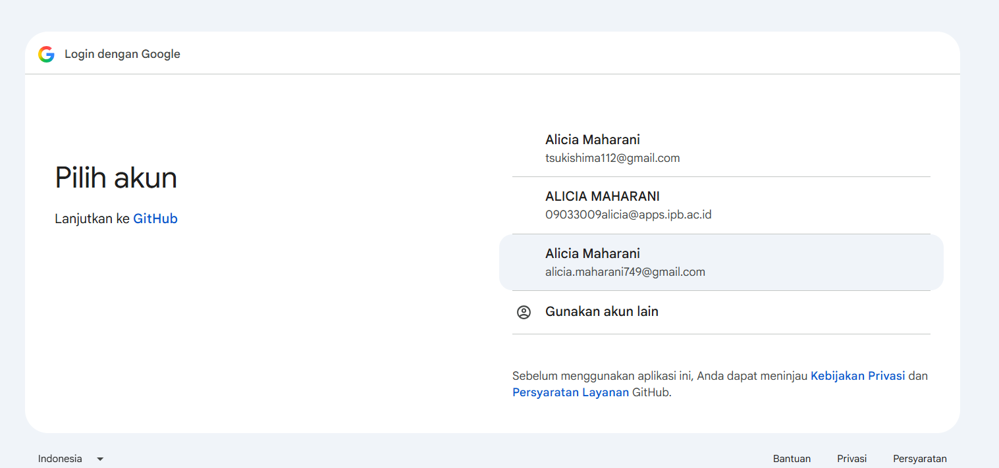 Login dengan Google
Pilih akun
Lanjutkan ke GitHub
Alicia Maharani
tsukishima112@gmail.com
ALICIA MAHARANI
09033009alicia@apps.ipb.ac.id
Alicia Maharani
alicia.maharani749@gmail.com
Gunakan akun lain
Sebelum menggunakan aplikasi ini, Anda dapat meninjau Kebijakan Privasi dan
Persyaratan Layanan GitHub.
Indonesia
Bantuan
Privasi
Persyaratan